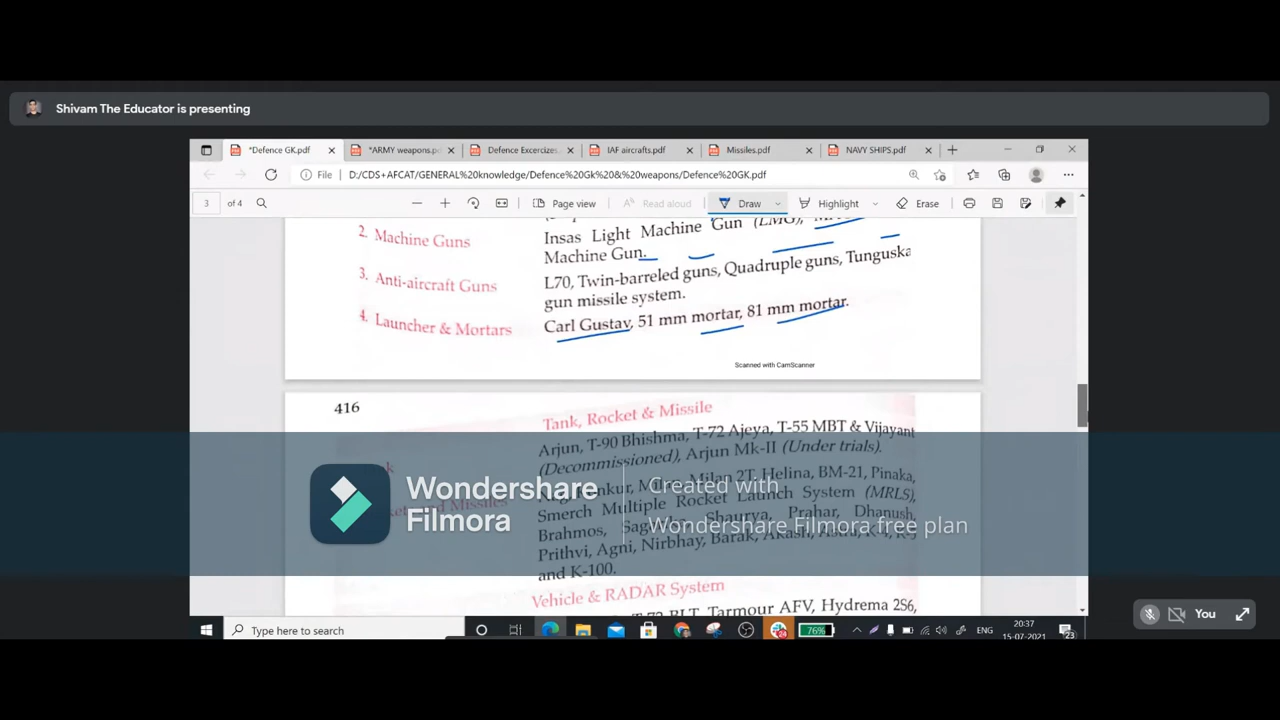 Shivam The Educator is presenting
*Defence GK.pdf
*ARMY weapons.pd
Defence Excercizes.
IAF aircrafts.pdf
Missiles.pdf
NAVY SHIPS.pdf
File D:/CDS+AFCAT/GENERAL%20knowledge/Defence%20Gk%20&%20weapons/Defence%20GK.pdf
3 of 4
Page view
Read aloud
Draw
Highlight
Erase
2. Machine Guns
Insas Light Machine Gun (LMG),
Machine Gun.
3. Anti-aircraft Guns
L70, Twin-barreled guns, Quadruple guns, Tunguska
gun missile system.
4. Launcher & Mortars
Carl Gustav, 51 mm mortar, 81 mm mortar.
Scanned with CamScanner
416
Tank, Rocket & Missile
Arjun, T-90 Bhishma, T-72 Ajeya, T-55 MBT & Vijayant
(Decommissioned), Arjun Mk-II (Under trials).
Milan 2T, Helina, BM-21, Pinaka,
Smerch Multiple Rocket Launch System (MRLS),
Brahmos, Shaurya, Prahar, Dhanush,
Prithvi, Agni, Nirbhay, Barak, Akash, Astra, K-4,
and K-100.
Wondershare
Filmora
Created with
Wondershare Filmora free plan
Vehicle & RADAR System
T-72 BLT, Tarmour AFV, Hydrema 2S6,
You
Type here to search
76%
ENG
20:37
15-07-2021
23